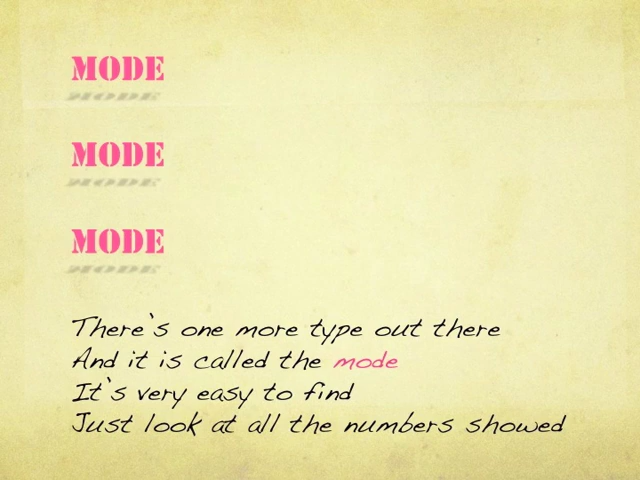 MODE
MODE
MODE
There's one more type out there
And it is called the mode
It's very easy to find
Just look at all the numbers showed